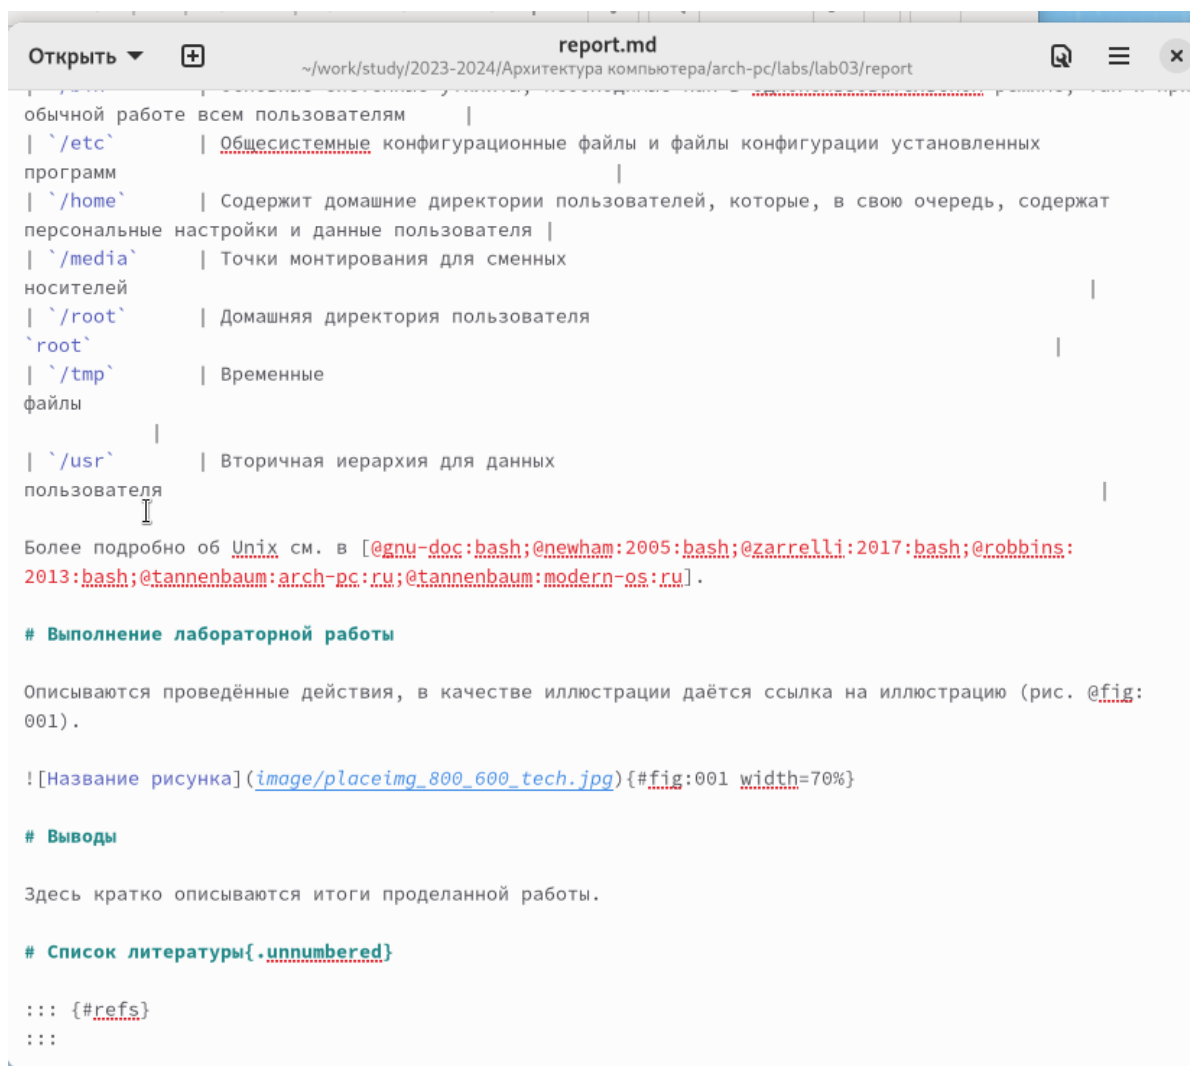 Открыть
report.md
~/work/study/2023-2024/Архитектура компьютера/arch-pc/labs/lab03/report
обычной работе всем пользователям |
| `/etc` | Общесистемные конфигурационные файлы и файлы конфигурации установленных
программ |
| `/home` | Содержит домашние директории пользователей, которые, в свою очередь, содержат
персональные настройки и данные пользователя |
| `/media` | Точки монтирования для сменных
носителей |
| `/root` | Домашняя директория пользователя
`root` |
| `/tmp` | Временные
файлы
|
| `/usr` | Вторичная иерархия для данных
пользователя |
Более подробно об Unix см. в [@gnu-doc:bash;@newham:2005:bash;@zarrelli:2017:bash;@robbins:
2013:bash;@tannenbaum:arch-pc:ru;@tannenbaum:modern-os:ru].
# Выполнение лабораторной работы
Описываются проведённые действия, в качестве иллюстрации даётся ссылка на иллюстрацию (рис. @fig:
001).
![Название рисунка](image/placeimg_800_600_tech.jpg){#fig:001 width=70%}
# Выводы
Здесь кратко описываются итоги проделанной работы.
# Список литературы{.unnumbered}
::: {#refs}
:::